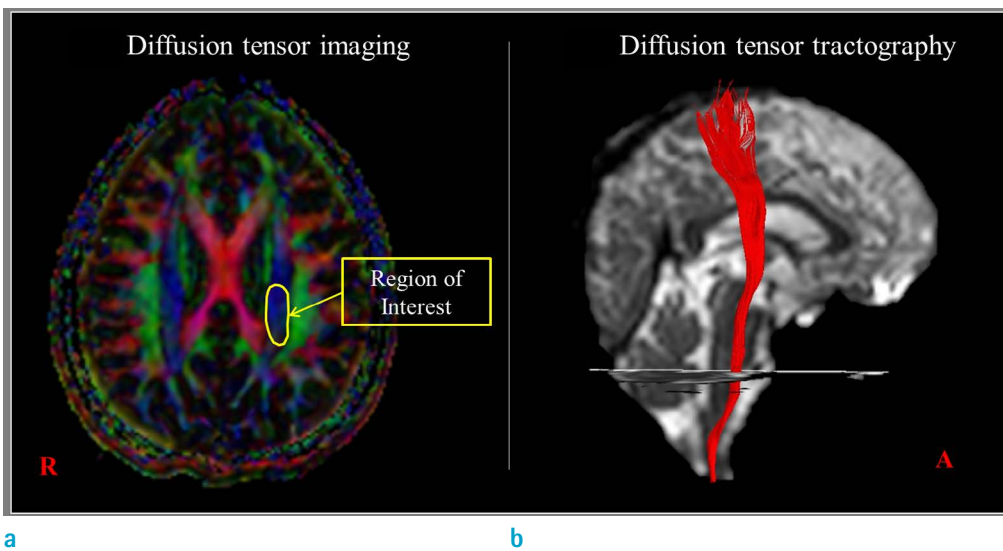 Diffusion tensor imaging
Diffusion tensor tractography
Region of
Interest
R
A
a
b